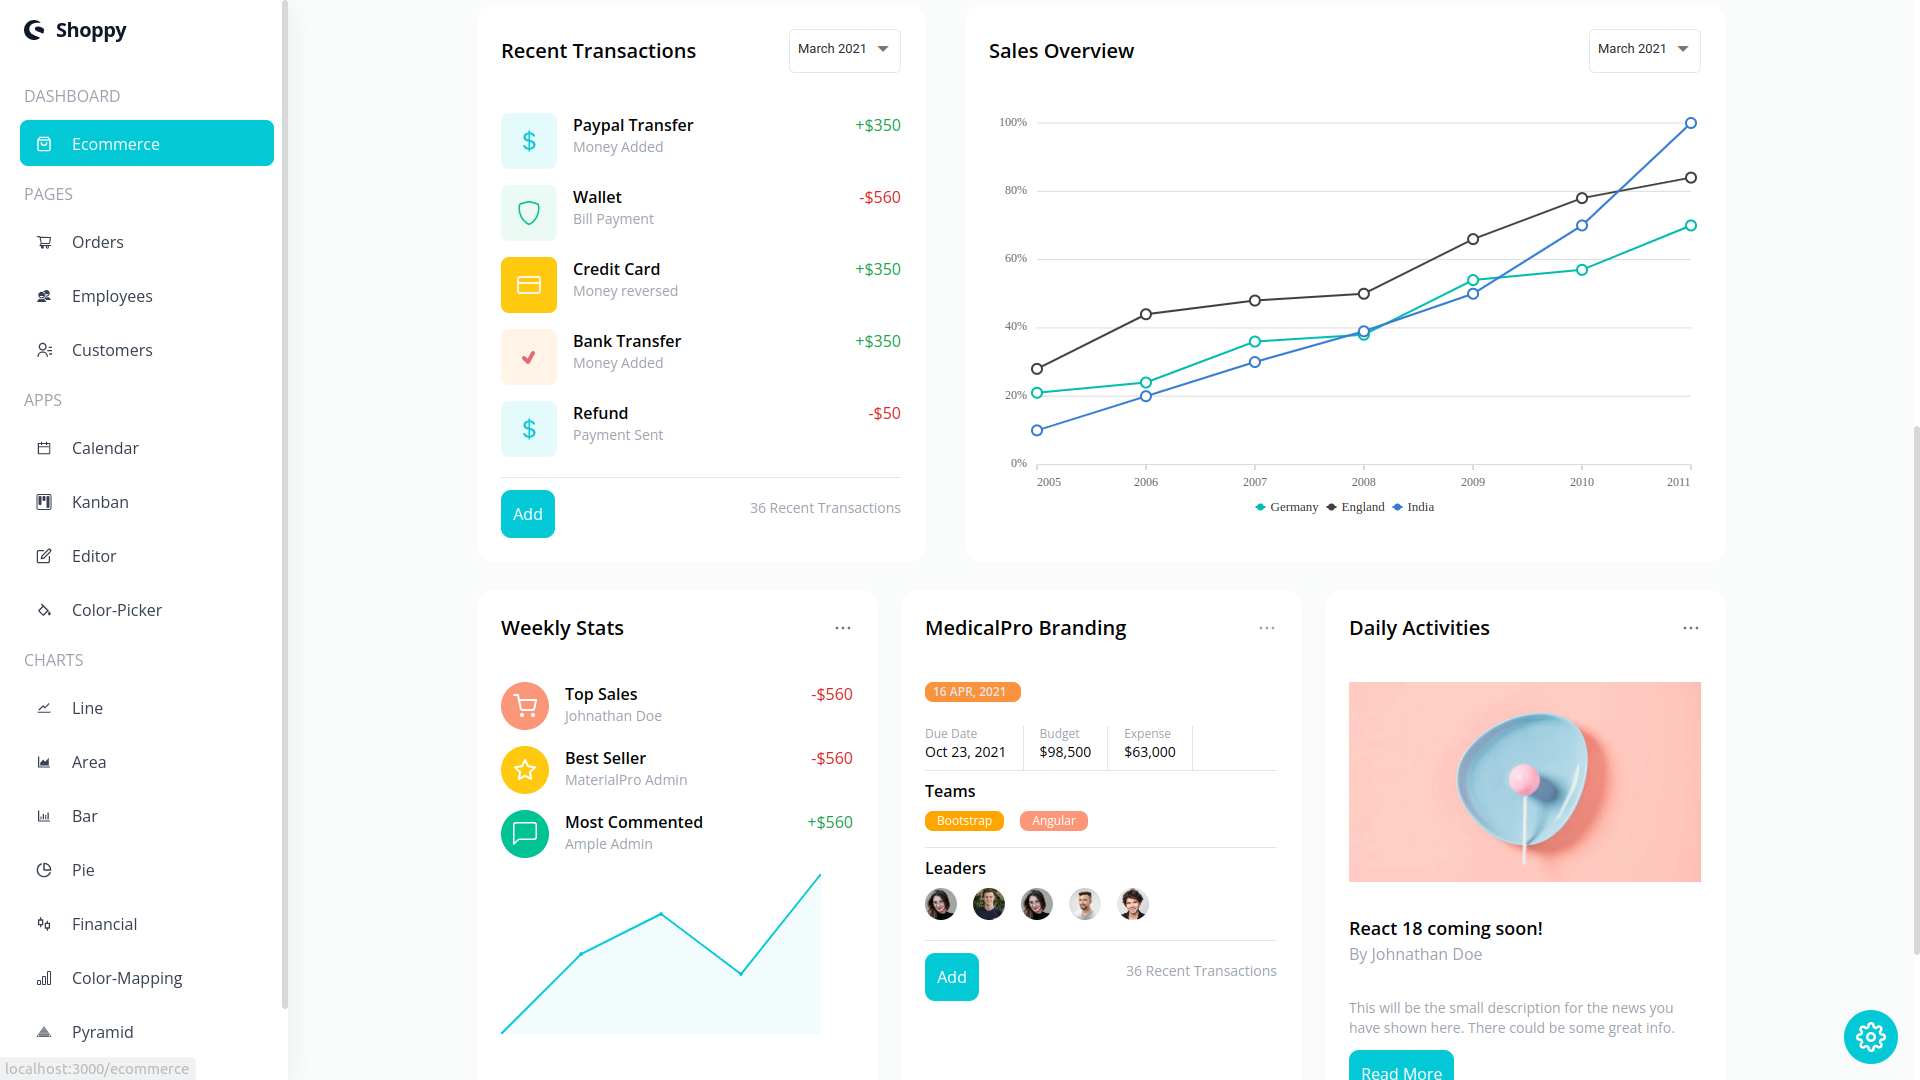 Shoppy
DASHBOARD
Ecommerce
PAGES
Orders
Employees
Customers
APPS
Calendar
Kanban
Editor
Color-Picker
CHARTS
Line
Area
Bar
Pie
Financial
Color-Mapping
Pyramid
localhost:3000/ecommerce
Recent Transactions
March 2021
$
Paypal Transfer
+$350
Money Added
Wallet
-$560
Bill Payment
Credit Card
+$350
Money reversed
Bank Transfer
+$350
Money Added
$
Refund
-$50
Payment Sent
Add
36 Recent Transactions
Sales Overview
March 2021
100%
80%
60%
40%
20%
0%
2005 2006 2007 2008 2009 2010 2011
Germany England India
Weekly Stats
Top Sales
-$560
Johnathan Doe
Best Seller
-$560
MaterialPro Admin
Most Commented
+$560
Ample Admin
MedicalPro Branding
16 APR, 2021
Due Date Budget Expense
Oct 23, 2021 $98,500 $63,000
Teams
Bootstrap Angular
Leaders
Add
36 Recent Transactions
Daily Activities
React 18 coming soon!
By Johnathan Doe
This will be the small description for the news you
have shown here. There could be some great info.
Read More